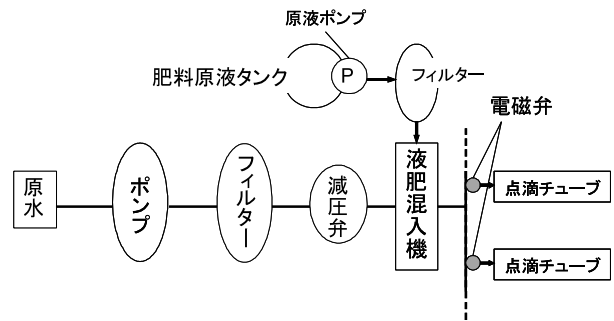 原液ポンプ
肥料原液タンク
P
フィルター
電磁弁
原水
ポンプ
フィルター
減圧弁
液肥混入機
点滴チューブ
点滴チューブ